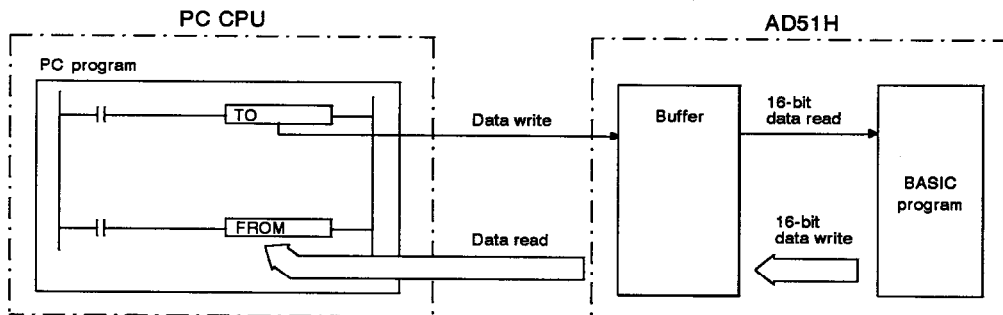 PC CPU
AD51H
PC program
TO
Data write
Buffer
16-bit
data read
BASIC
program
FROM
Data read
16-bit
data write